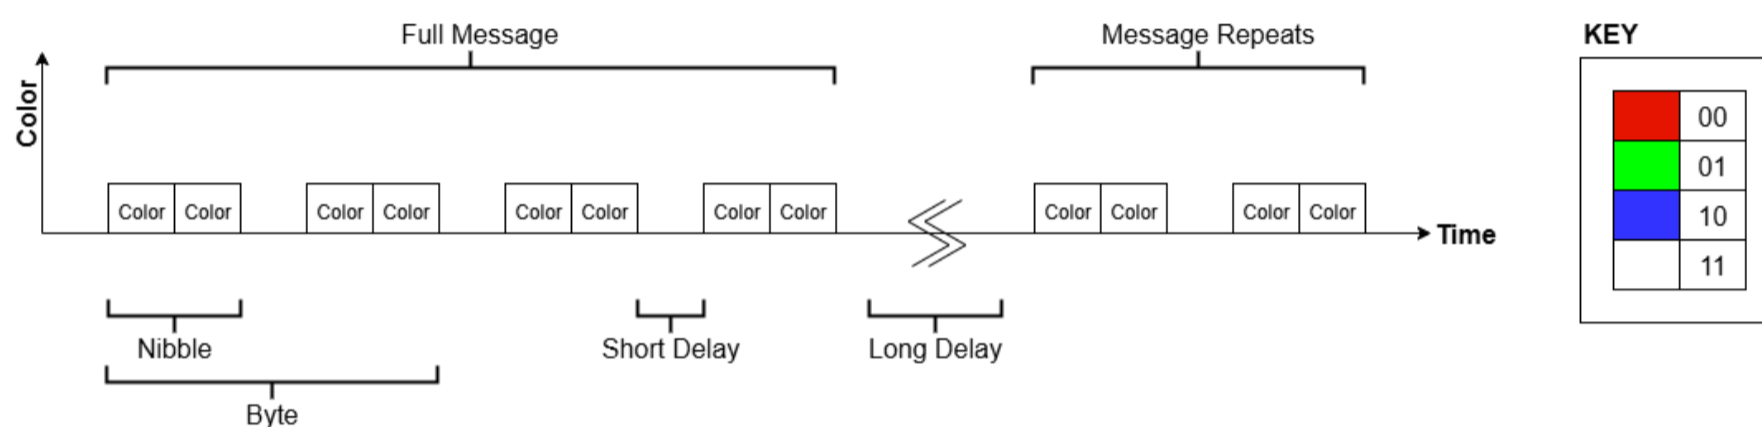 Full Message
Message Repeats
KEY
Color
00
01
10
11
Color Color Color Color Color Color Color Color Color Color Color Color
Time
Nibble
Short Delay
Long Delay
Byte